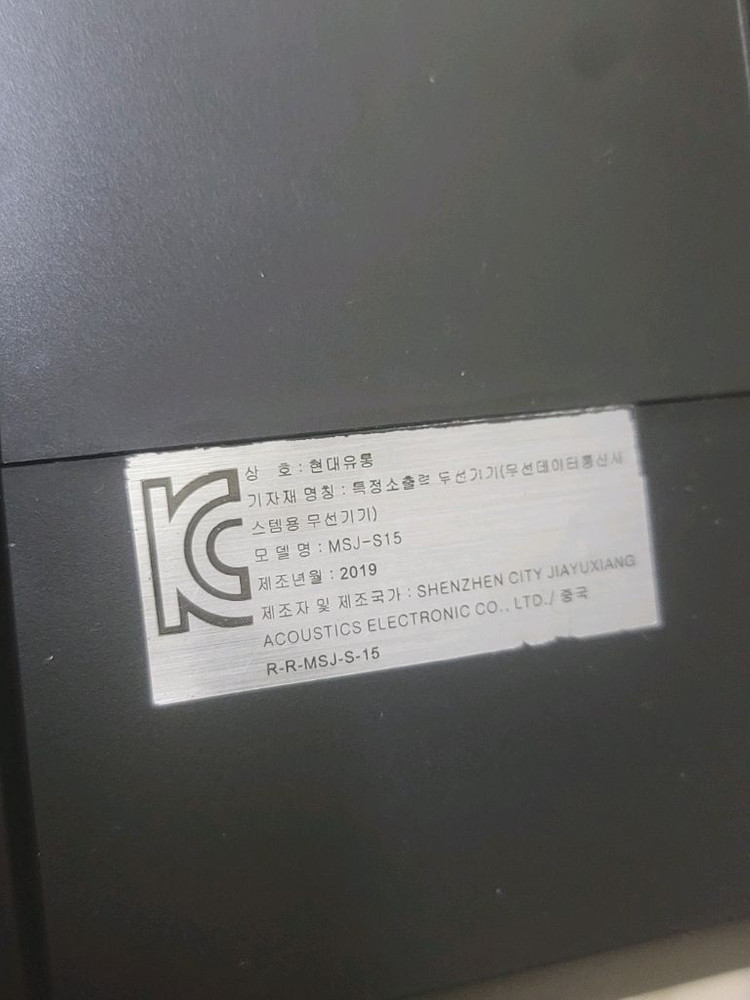 상 호 : 현대유통
기자재 명칭 : 특정소출력 무선기기(무선데이터통신시
스템용 무선기기)
모 델 명 : MSJ-S15
제조년월 : 2019
제조자 및 제조국가 : SHENZHEN CITY JIAYUXIANG
ACOUSTICS ELECTRONIC CO., LTD./ 중국
R-R-MSJ-S-15